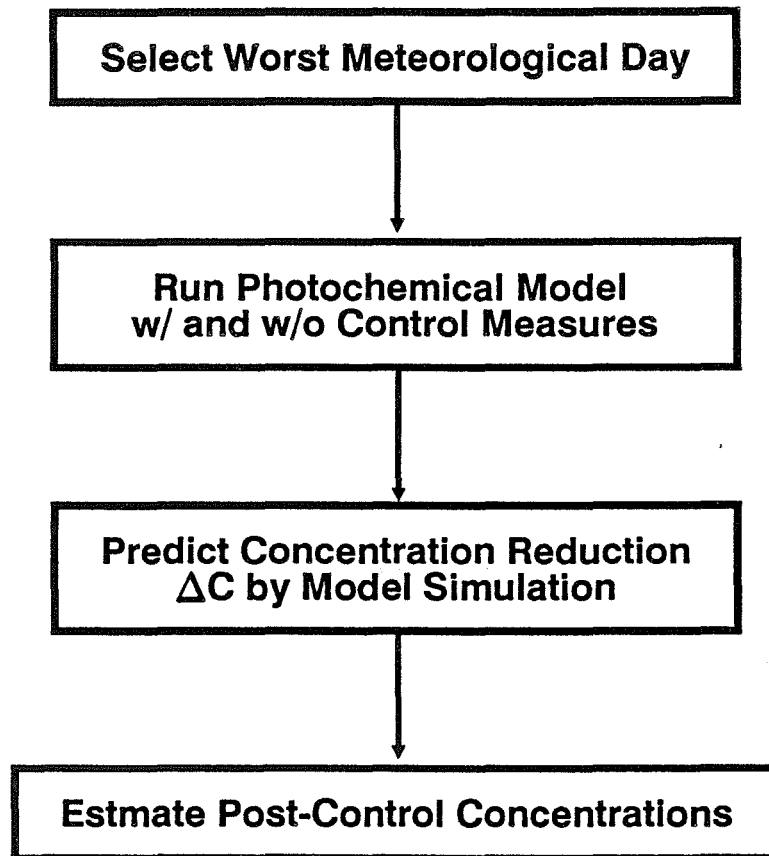 Select Worst Meteorological Day
Run Photochemical Model
w/ and w/o Control Measures
Predict Concentration Reduction
ΔC by Model Simulation
Estmate Post-Control Concentrations